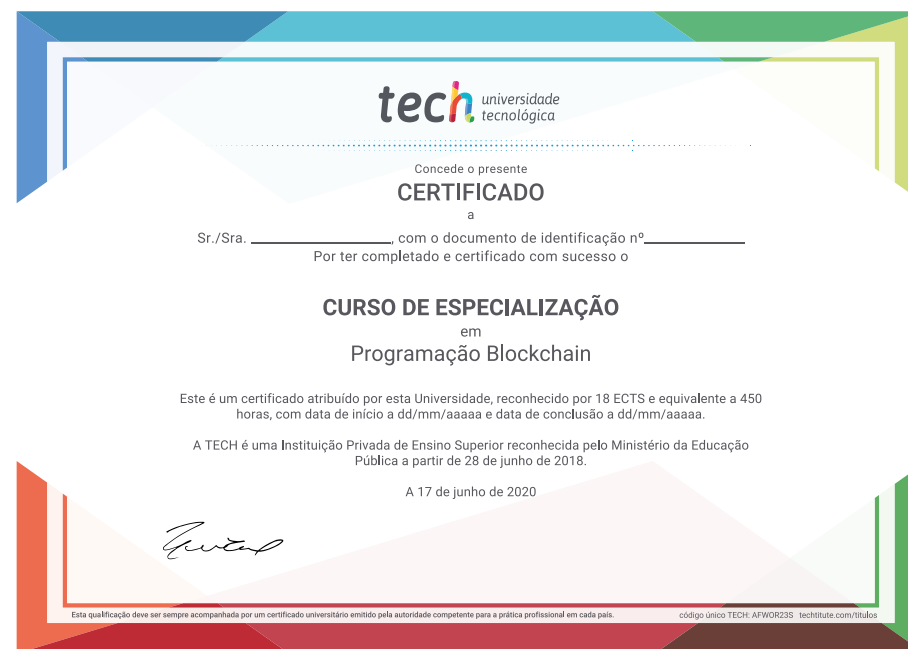 tech universidade
tecnológica
Concede o presente
CERTIFICADO
a
Sr./Sra. ______________, com o documento de identificação nº__________
Por ter completado e certificado com sucesso o
CURSO DE ESPECIALIZAÇÃO
em
Programação Blockchain
Este é um certificado atribuído por esta Universidade, reconhecido por 18 ECTS e equivalente a 450
horas, com data de início a dd/mm/aaaaa e data de conclusão a dd/mm/aaaaa.
A TECH é uma Instituição Privada de Ensino Superior reconhecida pelo Ministério da Educação
Pública a partir de 28 de junho de 2018.
A 17 de junho de 2020
Esta qualificação deve ser sempre acompanhada por um certificado universitário emitido pela autoridade competente para a prática profissional em cada país.
código único TECH: AFWOR23S techtitute.com/titulos